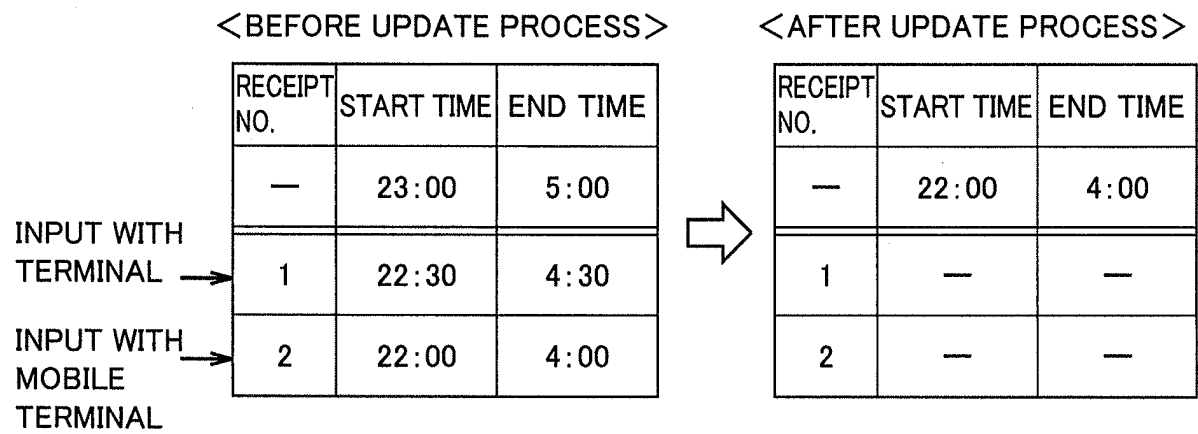 <BEFORE UPDATE PROCESS>
RECEIPT NO. START TIME END TIME
— 23:00 5:00
INPUT WITH TERMINAL
1 22:30 4:30
INPUT WITH MOBILE TERMINAL
2 22:00 4:00
<AFTER UPDATE PROCESS>
RECEIPT NO. START TIME END TIME
— 22:00 4:00
1 — —
2 — —